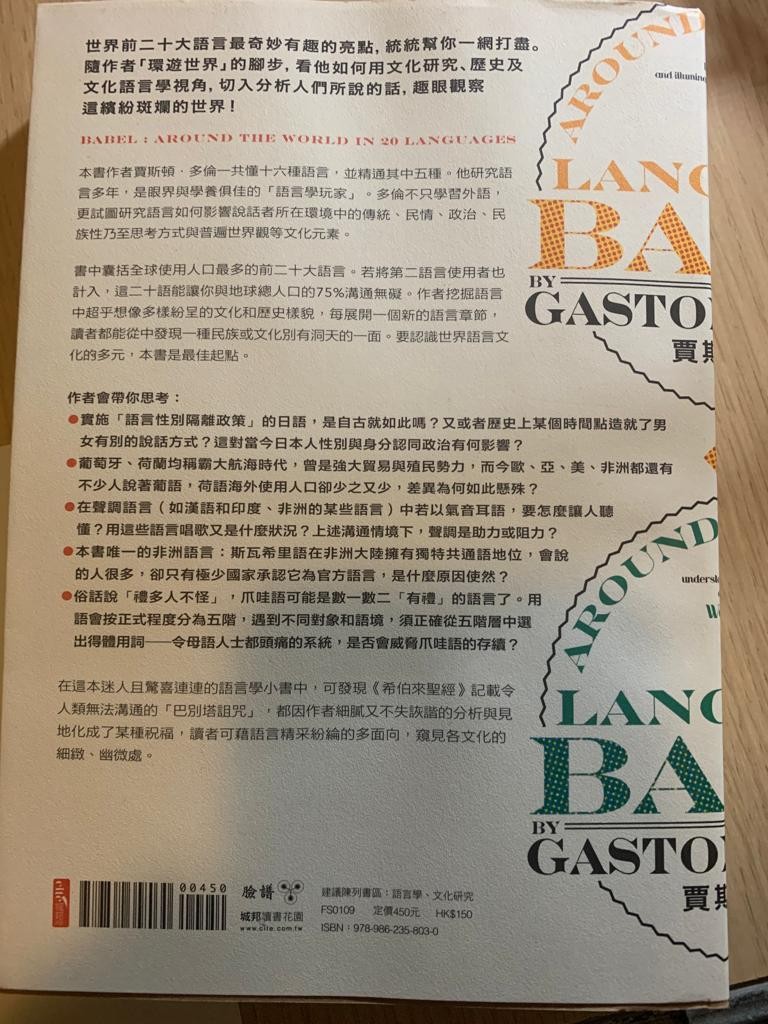 世界前二十大語言最奇妙有趣的亮點，統統幫你一網打盡。
隨作者「環遊世界」的腳步，看他如何用文化研究、歷史及
文化語言學視角，切入分析人們所說的話，趣眼觀察
這繽紛斑斕的世界！
BABEL : AROUND THE WORLD IN 20 LANGUAGES
本書作者賈斯頓．多倫一共懂十六種語言，並精通其中五種。他研究語
言多年，是眼界與學養俱佳的「語言學玩家」。多倫不只學習外語，
更試圖研究語言如何影響說話者所在環境中的傳統、民情、政治、民
族性乃至思考方式與普遍世界觀等文化元素。
書中囊括全球使用人口最多的前二十大語言。若將第二語言使用者也
計入，這二十語能讓你與地球總人口的75%溝通無礙。作者挖掘語言
中超乎想像多樣紛呈的文化和歷史樣貌，每展開一個新的語言章節，
讀者都能從中發現一種民族或文化別有洞天的一面。要認識世界語言文
化的多元，本書是最佳起點。
作者會帶你思考：
●實施「語言性別隔離政策」的日語，是自古就如此嗎？又或者歷史上某個時間點造就了男
女有別的說話方式？這對當今日本人性別與身分認同政治有何影響？
●葡萄牙、荷蘭均稱霸大航海時代，曾是強大貿易與殖民勢力，而今歐、亞、美、非洲都還有
不少人說著葡語，荷語海外使用人口卻少之又少，差異為何如此懸殊？
●在聲調語言（如漢語和印度、非洲的某些語言）中若以氣音耳語，要怎麼讓人聽
懂？用這些語言唱歌又是什麼狀況？上述溝通情境下，聲調是助力或阻力？
●本書唯一的非洲語言：斯瓦希里語在非洲大陸擁有獨特共通語地位，會說
的人很多，卻只有極少國家承認它為官方語言，是什麼原因使然？
●俗話說「禮多人不怪」，爪哇語可能是數一數二「有禮」的語言了。用
語會按正式程度分為五階，遇到不同對象和語境，須正確從五階層中選
出得體用詞──令母語人士都頭痛的系統，是否會威脅爪哇語的存續？
在這本迷人且驚喜連連的語言學小書中，可發現《希伯來聖經》記載令
人類無法溝通的「巴別塔詛咒」，都因作者細膩又不失詼諧的分析與見
地化成了某種祝福，讀者可藉語言精采紛綸的多面向，窺見各文化的
細緻、幽微處。
cité
00450
臉譜
城邦讀書花園
www.cite.com.tw
建議陳列書區：語言學、文化研究
FS0109 定價450元 HK$150
ISBN：978-986-235-803-0
AROUND
and illumin
LANG
BA
BY
GASTO
賈斯
AROUND
underst
LANG
BA
BY
GASTO
賈斯